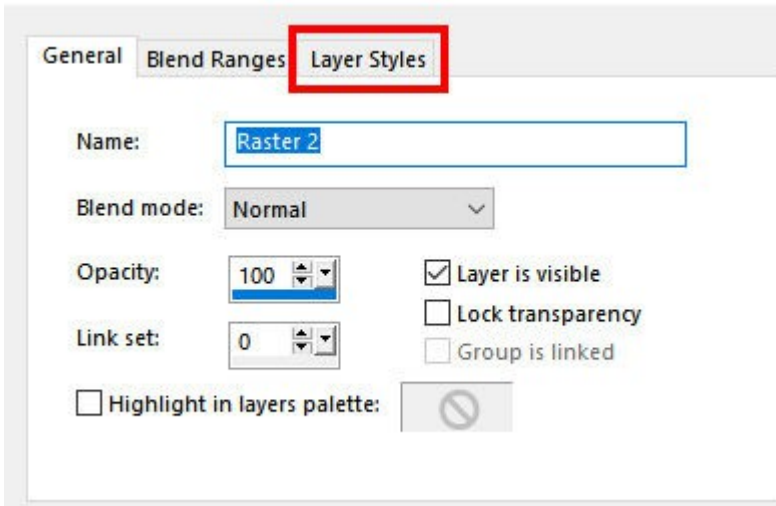 General Blend Ranges Layer Styles
Name: Raster 2
Blend mode: Normal
Opacity: 100 Layer is visible
Lock transparency
Link set: 0
Group is linked
Highlight in layers palette: